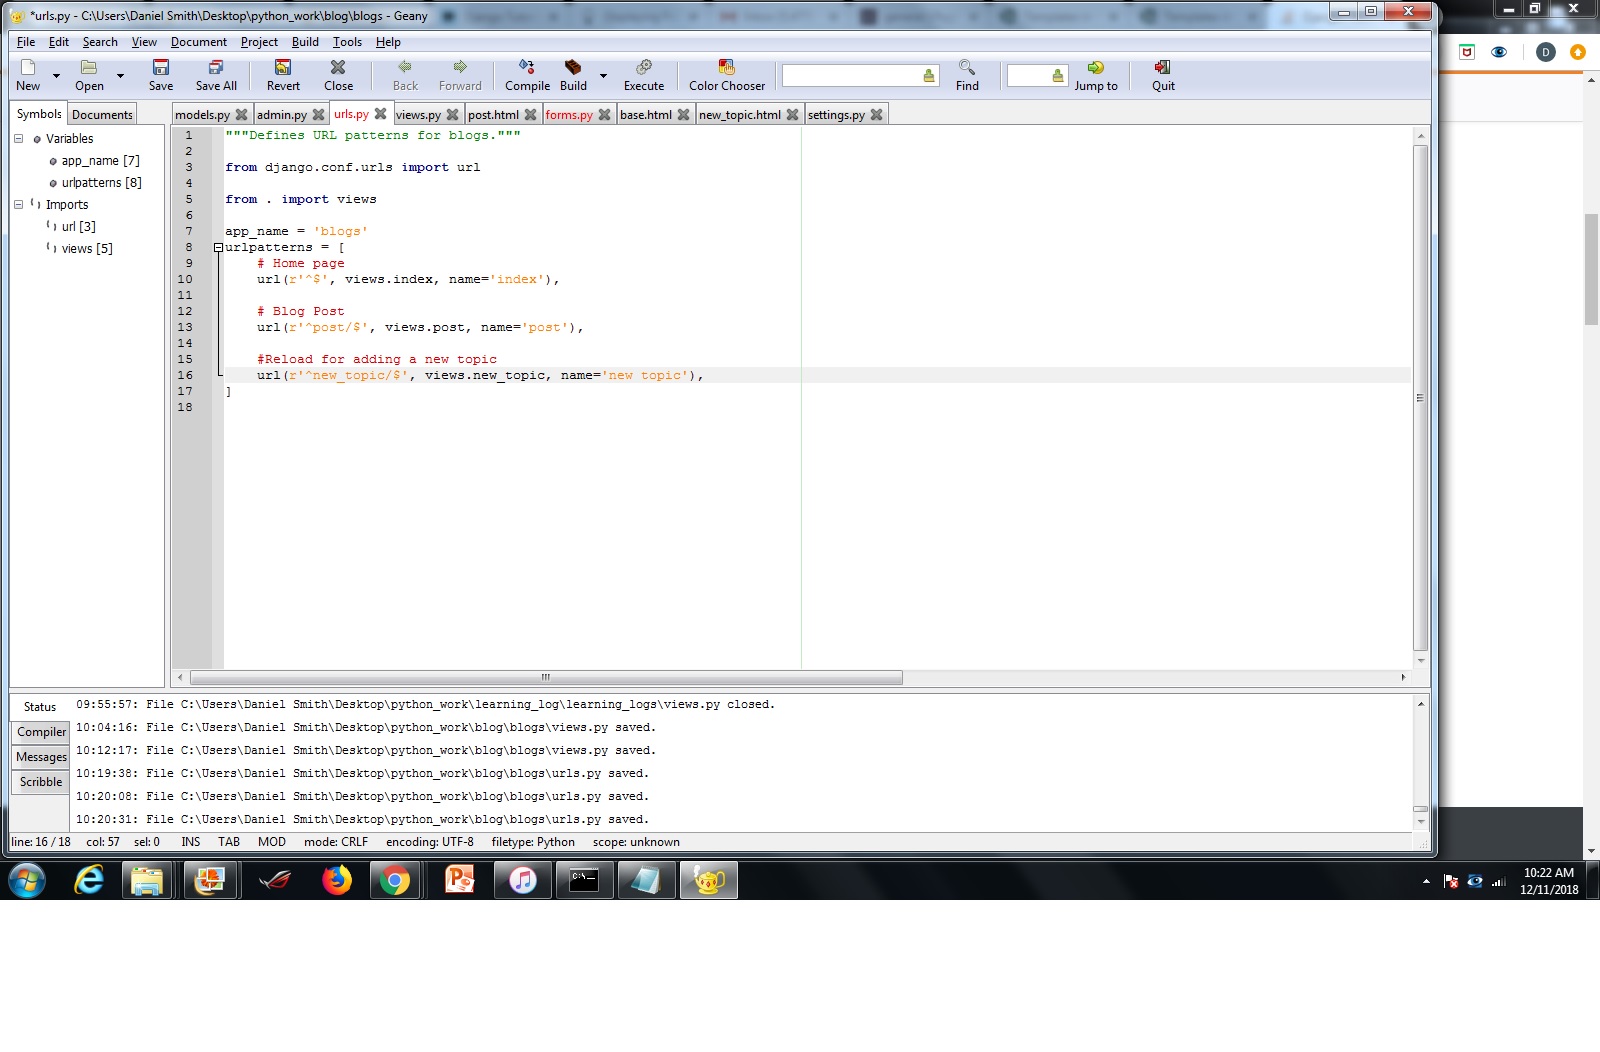 *urls.py - C:\Users\Daniel Smith\Desktop\python_work\blog\blogs - Geany
File Edit Search View Document Project Build Tools Help
New Open Save Save All Revert Close Back Forward Compile Build Execute Color Chooser Find Jump to Quit
D
Symbols Documents
models.py admin.py urls.py views.py post.html forms.py base.html new_topic.html settings.py
Variables
app_name [7]
urlpatterns [8]
Imports
url [3]
views [5]
1 """Defines URL patterns for blogs."""
2
3 from django.conf.urls import url
4
5 from . import views
6
7 app_name = 'blogs'
8 urlpatterns = [
9 # Home page
10 url(r'^$', views.index, name='index'),
11
12 # Blog Post
13 url(r'^post/$', views.post, name='post'),
14
15 #Reload for adding a new topic
16 url(r'^new_topic/$', views.new_topic, name='new topic'),
17 ]
18
Status
Compiler
Messages
Scribble
09:55:57: File C:\Users\Daniel Smith\Desktop\python_work\learning_log\learning_logs\views.py closed.
10:04:16: File C:\Users\Daniel Smith\Desktop\python_work\blog\blogs\views.py saved.
10:12:17: File C:\Users\Daniel Smith\Desktop\python_work\blog\blogs\views.py saved.
10:19:38: File C:\Users\Daniel Smith\Desktop\python_work\blog\blogs\urls.py saved.
10:20:08: File C:\Users\Daniel Smith\Desktop\python_work\blog\blogs\urls.py saved.
10:20:31: File C:\Users\Daniel Smith\Desktop\python_work\blog\blogs\urls.py saved.
line: 16 / 18 col: 57 sel: 0 INS TAB MOD mode: CRLF encoding: UTF-8 filetype: Python scope: unknown
10:22 AM
12/11/2018